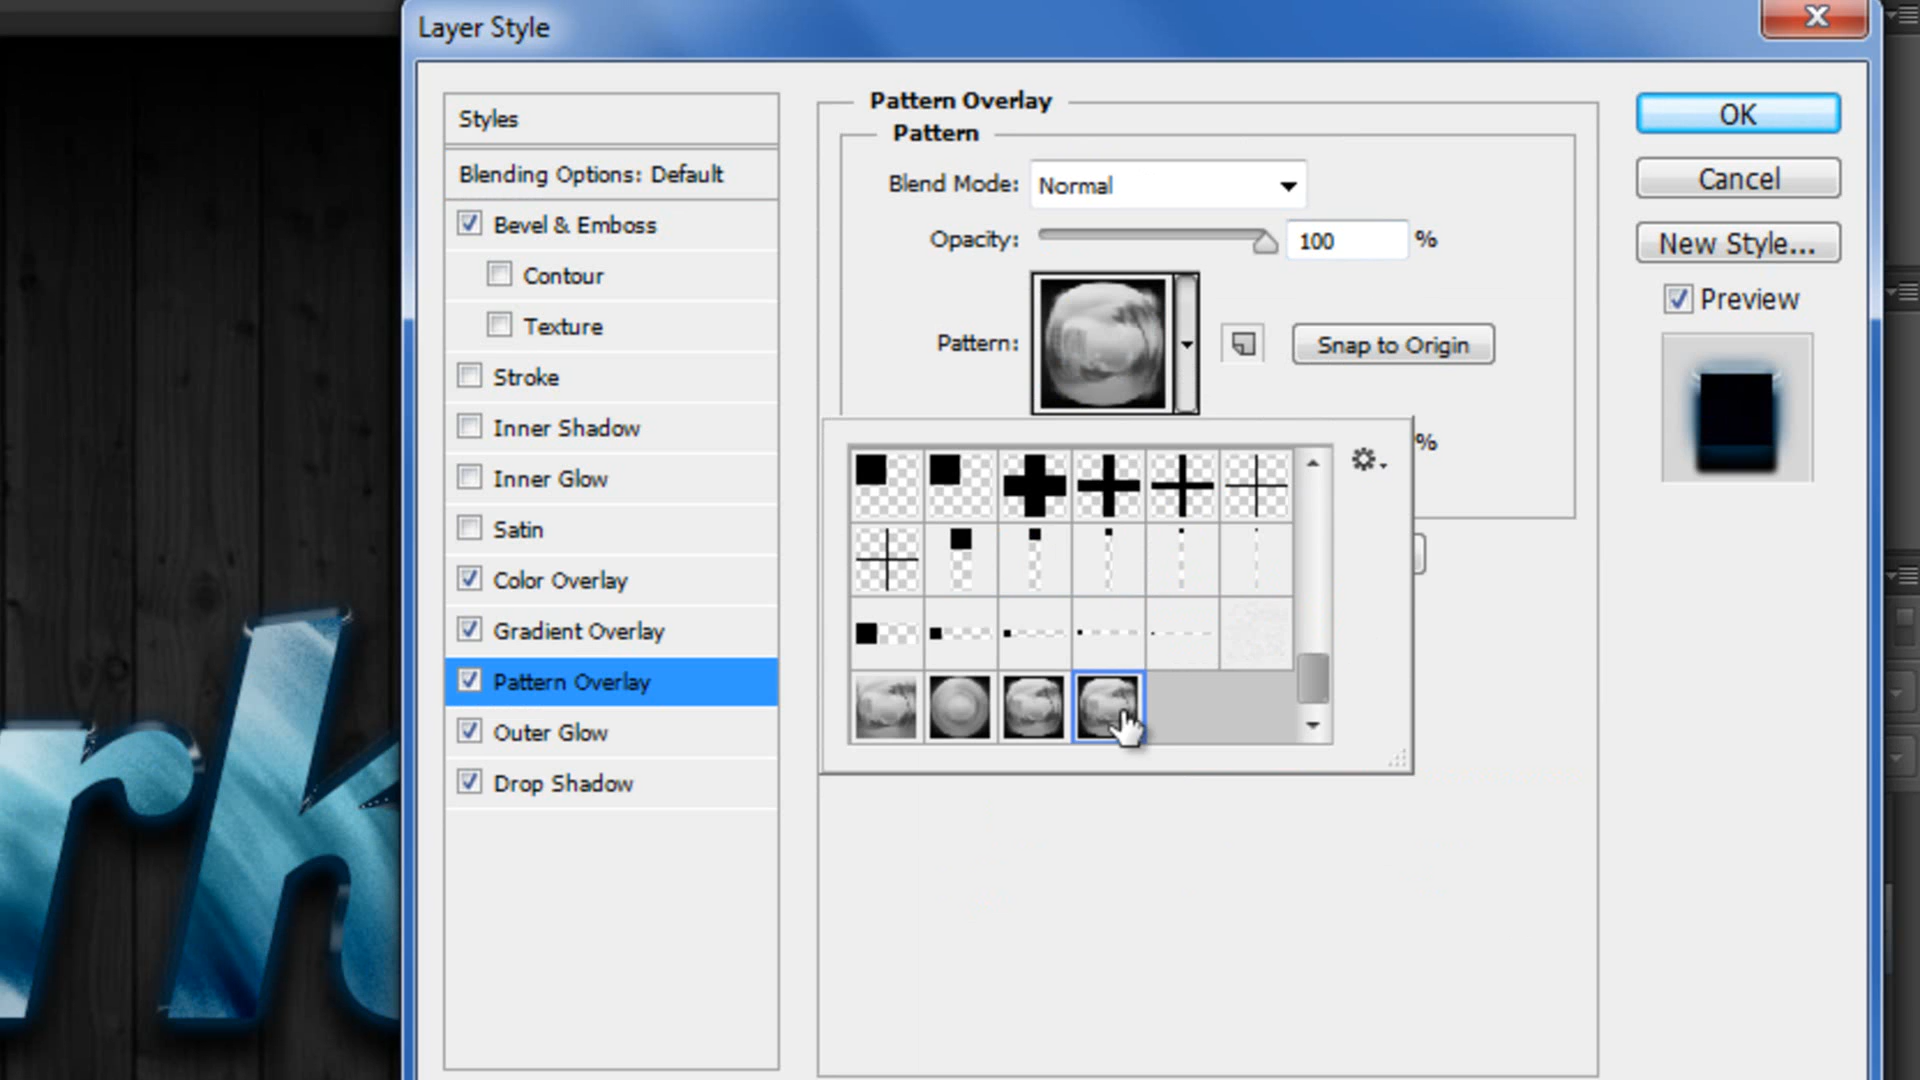 Layer Style
Styles
Blending Options: Default
Bevel & Emboss
Contour
Texture
Stroke
Inner Shadow
Inner Glow
Satin
Color Overlay
Gradient Overlay
Pattern Overlay
Outer Glow
Drop Shadow
Pattern Overlay
Pattern
Blend Mode: Normal
Opacity: 100 %
Pattern: Snap to Origin
%
OK
Cancel
New Style...
Preview
rk